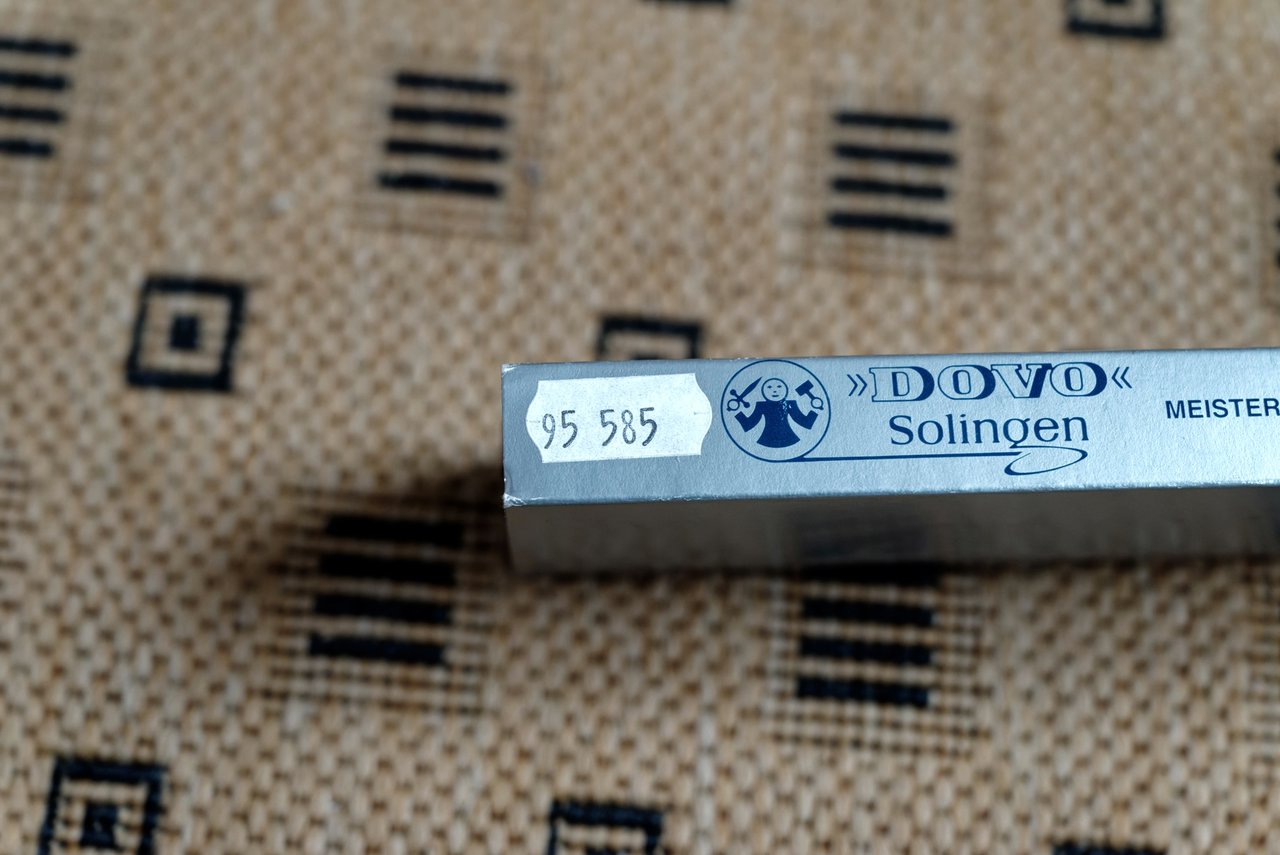 95 585
»DOVO«
Solingen
MEISTER